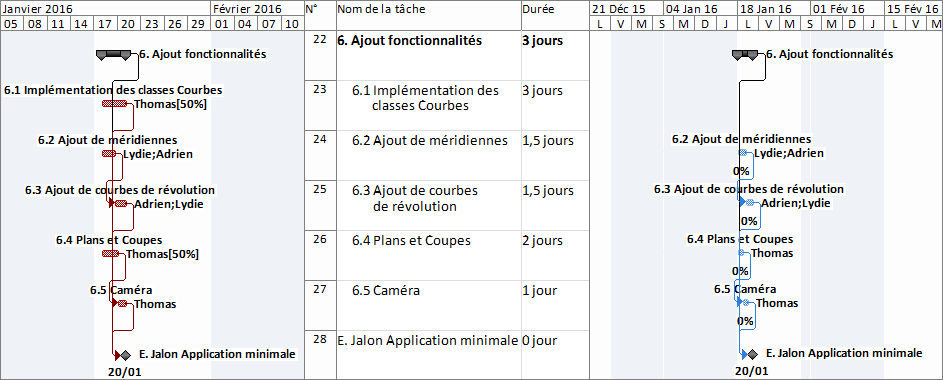 Janvier 2016 Février 2016
05 08 11 14 17 20 23 26 29 01 04 07 10
6. Ajout fonctionnalités
6.1 Implémentation des classes Courbes
Thomas[50%]
6.2 Ajout de méridiennes
Lydie;Adrien
6.3 Ajout de courbes de révolution
Adrien;Lydie
6.4 Plans et Coupes
Thomas[50%]
6.5 Caméra
Thomas
E. Jalon Application minimale
20/01
N° Nom de la tâche Durée
22 6. Ajout fonctionnalités 3 jours
23 6.1 Implémentation des 3 jours
classes Courbes
24 6.2 Ajout de méridiennes 1,5 jours
25 6.3 Ajout de courbes 1,5 jours
de révolution
26 6.4 Plans et Coupes 2 jours
27 6.5 Caméra 1 jour
28 E. Jalon Application minimale 0 jour
21 Déc 15 04 Jan 16 18 Jan 16 01 Fév 16 15 Fév 16
L V M S M J D L V M S M J D L V M
6. Ajout fonctionnalités
6.2 Ajout de méridiennes
Lydie;Adrien
0%
6.3 Ajout de courbes de révolution
Adrien;Lydie
0%
6.4 Plans et Coupes
Thomas
0%
6.5 Caméra
Thomas
0%
E. Jalon Application minimale
20/01